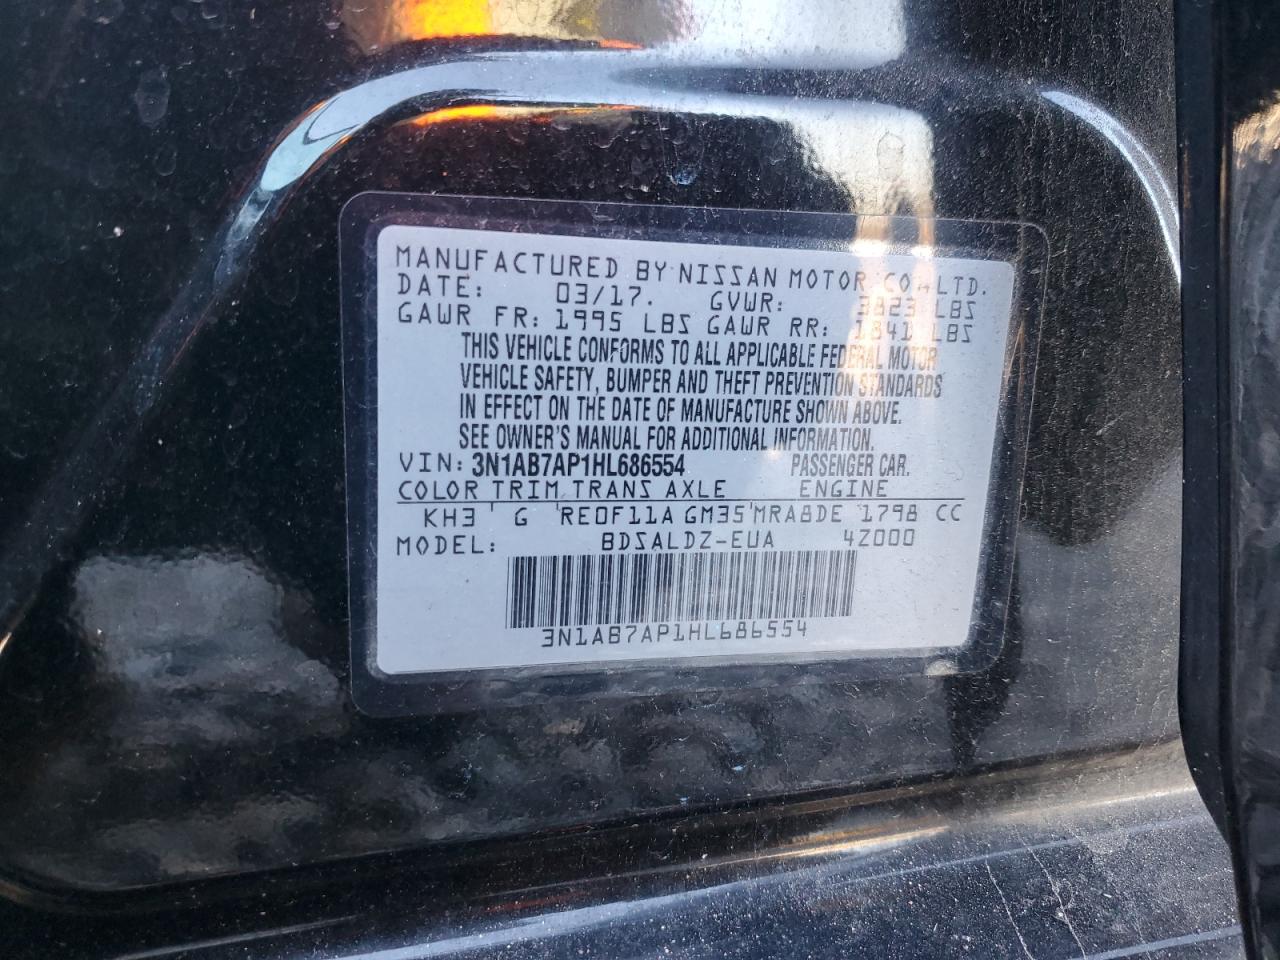 MANUFACTURED BY NISSAN MOTOR CO., LTD.
DATE: 03/17. GVWR: 3823 LBS
GAWR FR: 1995 LBS GAWR RR: 1841 LBS
THIS VEHICLE CONFORMS TO ALL APPLICABLE FEDERAL MOTOR
VEHICLE SAFETY, BUMPER AND THEFT PREVENTION STANDARDS
IN EFFECT ON THE DATE OF MANUFACTURE SHOWN ABOVE.
SEE OWNER'S MANUAL FOR ADDITIONAL INFORMATION.
VIN: 3N1AB7AP1HL686554 PASSENGER CAR.
COLOR TRIM TRANS AXLE ENGINE
KH3 ' G ' RE0F11A GM35 ' MRA8DE 1798 CC
MODEL: BDSALDZ-EUA 4Z000
3N1AB7AP1HL686554